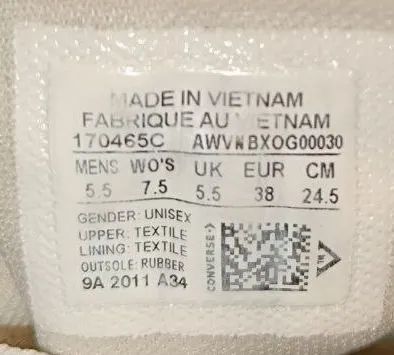 MADE IN VIETNAM
FABRIQUE AU VIETNAM
170465C AWVNBXOG00030
MENS WO'S UK EUR CM
5.5 7.5 5.5 38 24.5
GENDER: UNISEX
UPPER: TEXTILE
LINING: TEXTILE
OUTSOLE: RUBBER
9A 2011 A34
CONVERSE